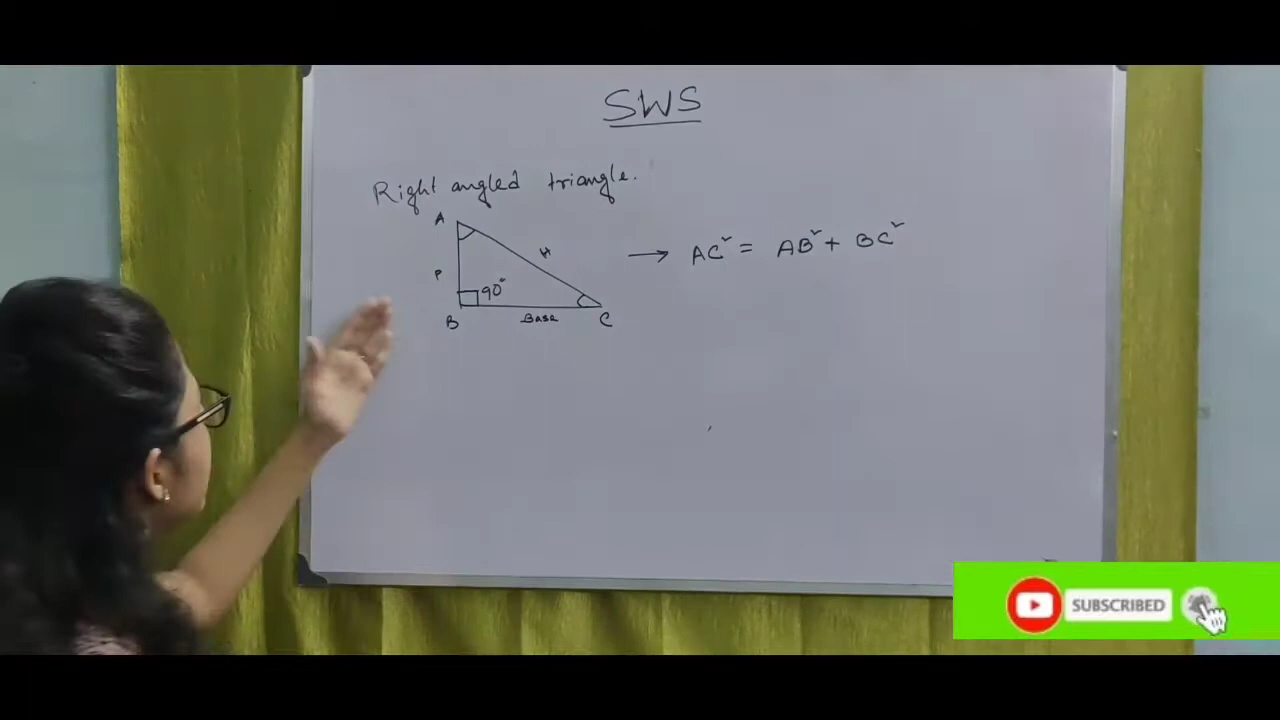 SWS
Right angled triangle.
A
P
H
90°
B
Base
C
→ AC² = AB² + BC²
SUBSCRIBED